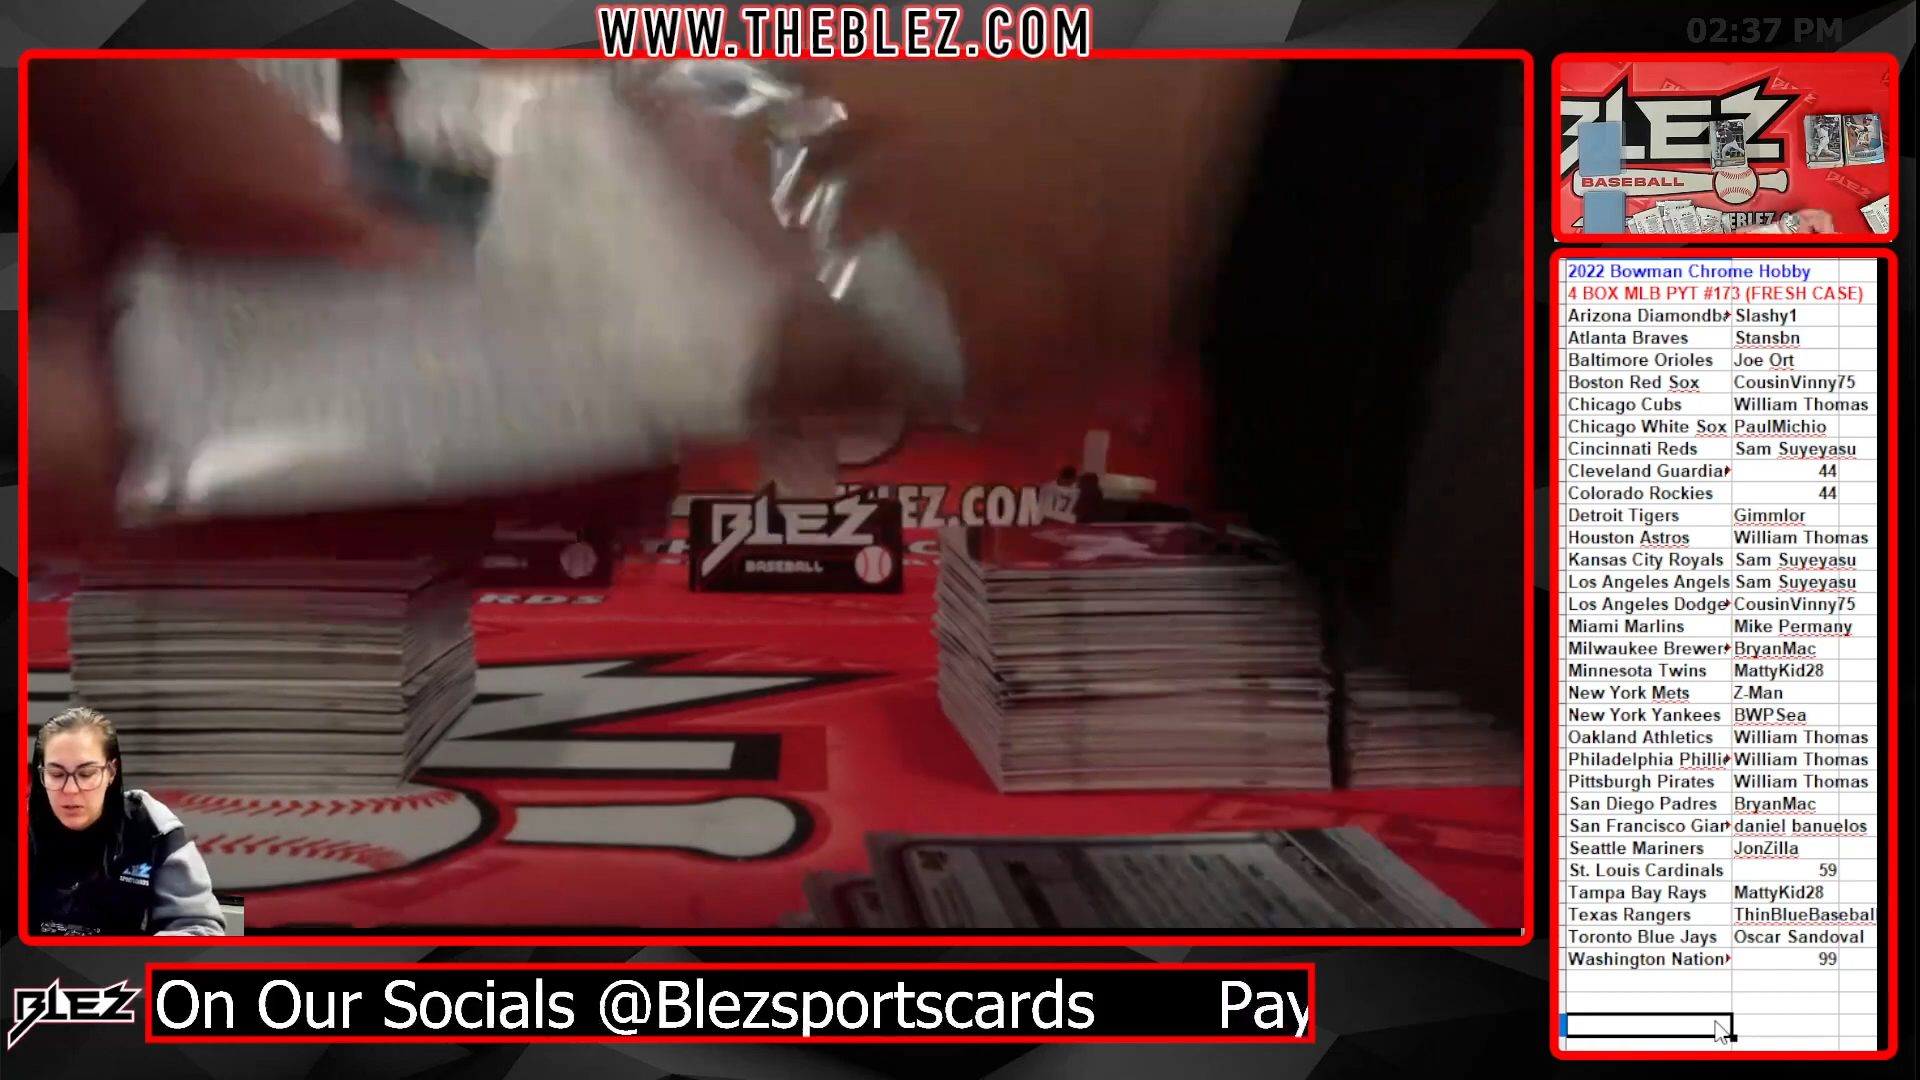 WWW.THEBLEZ.COM
02:37 PM
BLEZ
BASEBALL
2022 Bowman Chrome Hobby
4 BOX MLB PYT #173 (FRESH CASE)
Arizona Diamondba Slashy1
Atlanta Braves Stansbn
Baltimore Orioles Joe Ort
Boston Red Sox CousinVinny75
Chicago Cubs William Thomas
Chicago White Sox PaulMichio
Cincinnati Reds Sam Suyeyasu
Cleveland Guardian 44
Colorado Rockies 44
Detroit Tigers Gimmlor
Houston Astros William Thomas
Kansas City Royals Sam Suyeyasu
Los Angeles Angels Sam Suyeyasu
Los Angeles Dodge CousinVinny75
Miami Marlins Mike Permany
Milwaukee Brewer BryanMac
Minnesota Twins MattyKid28
New York Mets Z-Man
New York Yankees BWPSea
Oakland Athletics William Thomas
Philadelphia Phillie William Thomas
Pittsburgh Pirates William Thomas
San Diego Padres BryanMac
San Francisco Gian daniel banuelos
Seattle Mariners JonZilla
St. Louis Cardinals 59
Tampa Bay Rays MattyKid28
Texas Rangers ThinBlueBasebal
Toronto Blue Jays Oscar Sandoval
Washington Nation 99
LEZ.COM
BLEZ
BASEBALL
RDS
BLEZ
On Our Socials @Blezsportscards Pay